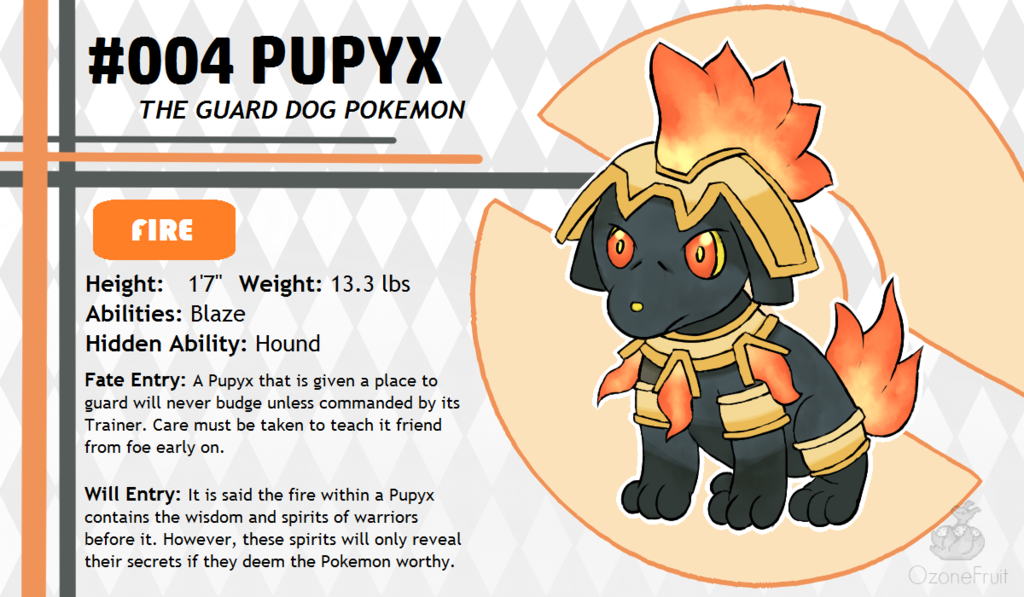 #004 PUPYX
THE GUARD DOG POKEMON
FIRE
Height: 1'7" Weight: 13.3 lbs
Abilities: Blaze
Hidden Ability: Hound
Fate Entry: A Pupyx that is given a place to
guard will never budge unless commanded by its
Trainer. Care must be taken to teach it friend
from foe early on.
Will Entry: It is said the fire within a Pupyx
contains the wisdom and spirits of warriors
before it. However, these spirits will only reveal
their secrets if they deem the Pokemon worthy.
OzoneFruit